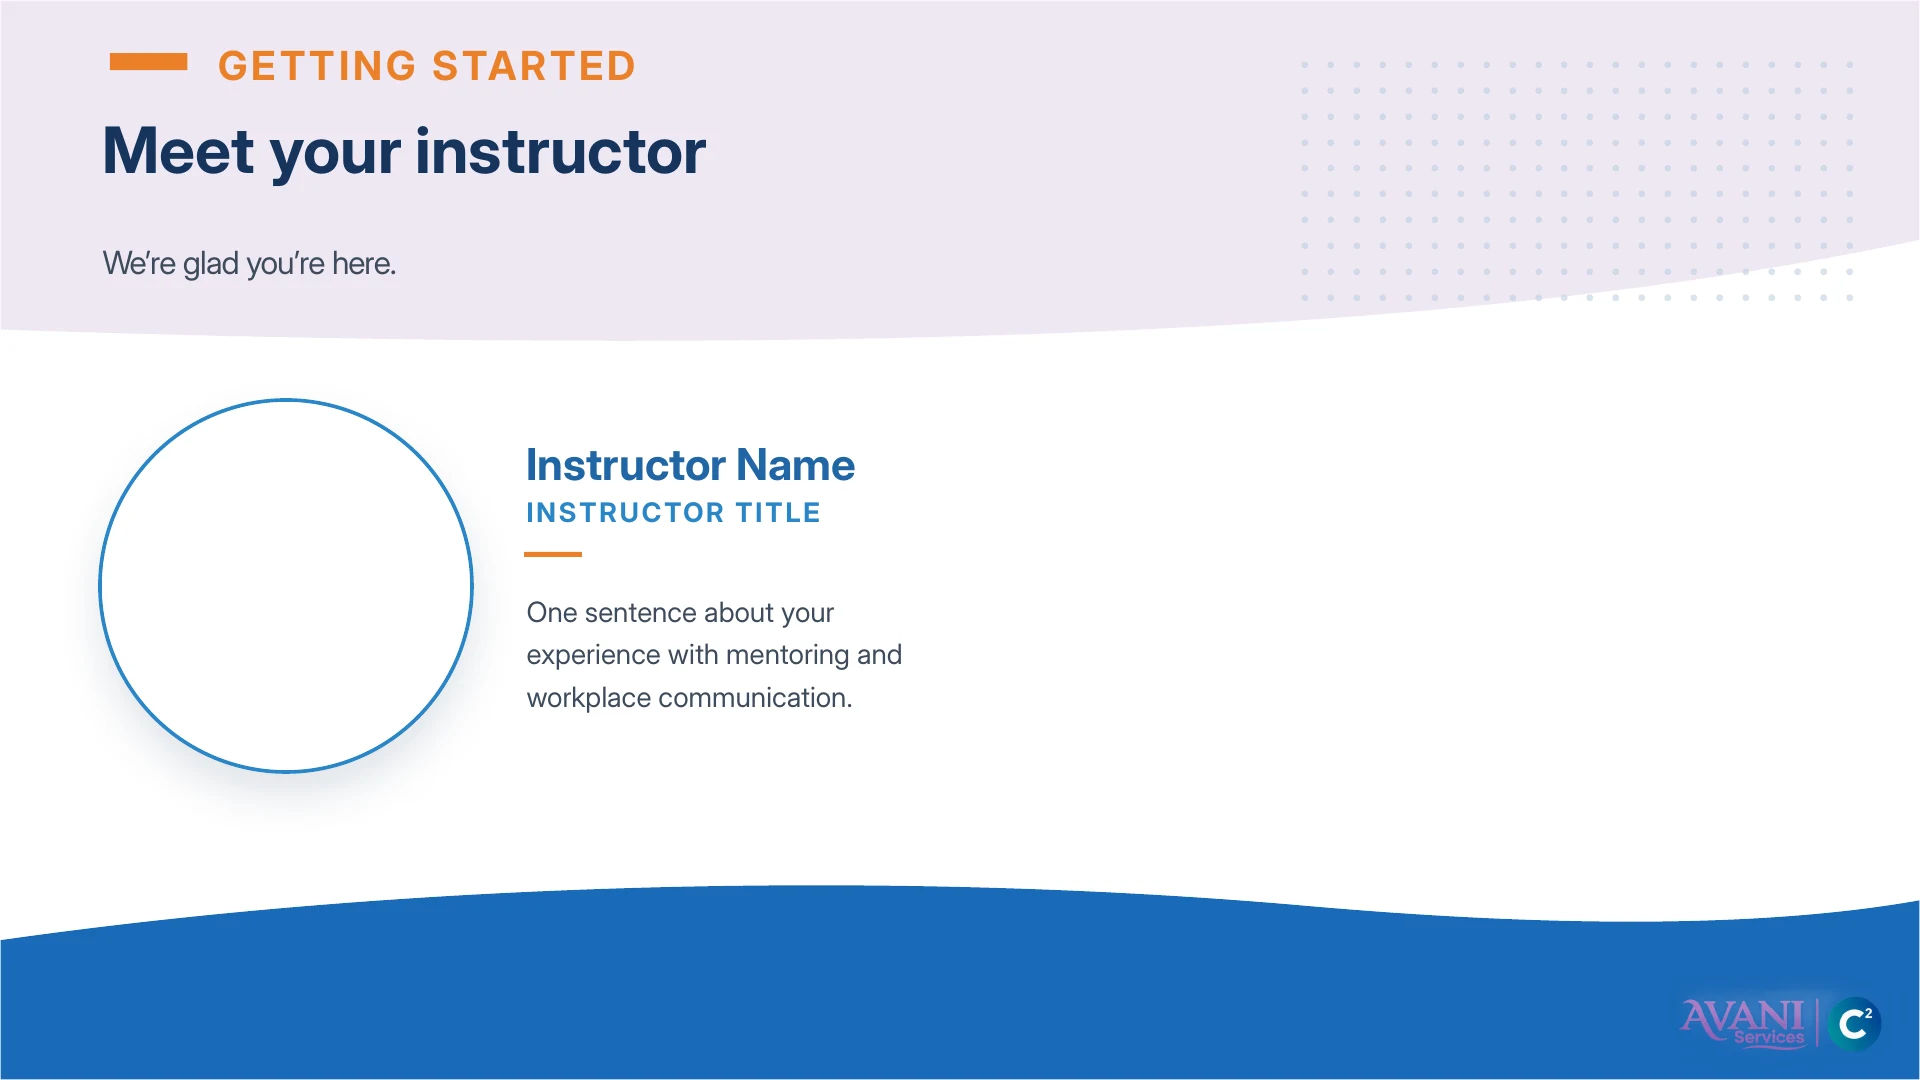 GETTING STARTED
Meet your instructor
We’re glad you’re here.
Instructor Name
INSTRUCTOR TITLE
One sentence about your
experience with mentoring and
workplace communication.
AVANI
Services
C²